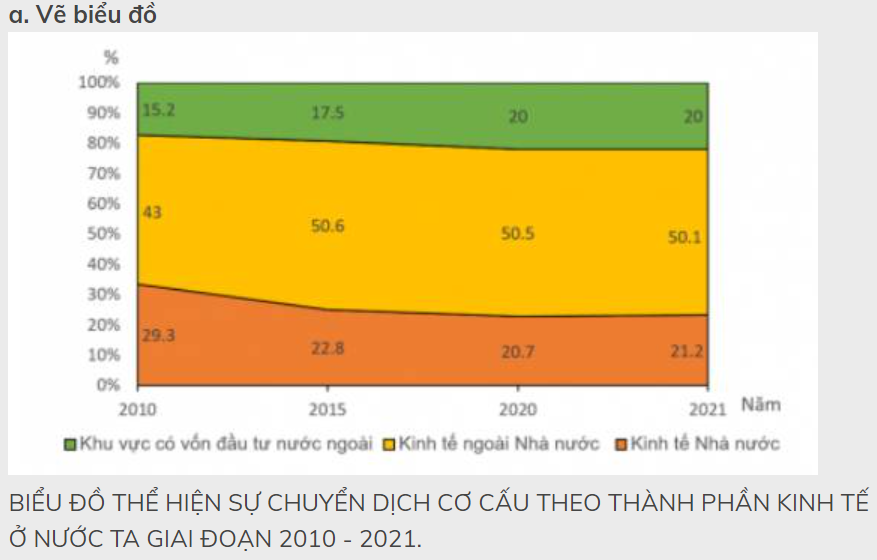 a. Vẽ biểu đồ
%
100%
90%
80%
70%
60%
50%
40%
30%
20%
10%
0%
15.2 17.5 20 20
43 50.6 50.5 50.1
29.3 22.8 20.7 21.2
2010 2015 2020 2021 Năm
Khu vực có vốn đầu tư nước ngoài Kinh tế ngoài Nhà nước Kinh tế Nhà nước
BIỂU ĐỒ THỂ HIỆN SỰ CHUYỂN DỊCH CƠ CẤU THEO THÀNH PHẦN KINH TẾ
Ở NƯỚC TA GIAI ĐOẠN 2010 - 2021.